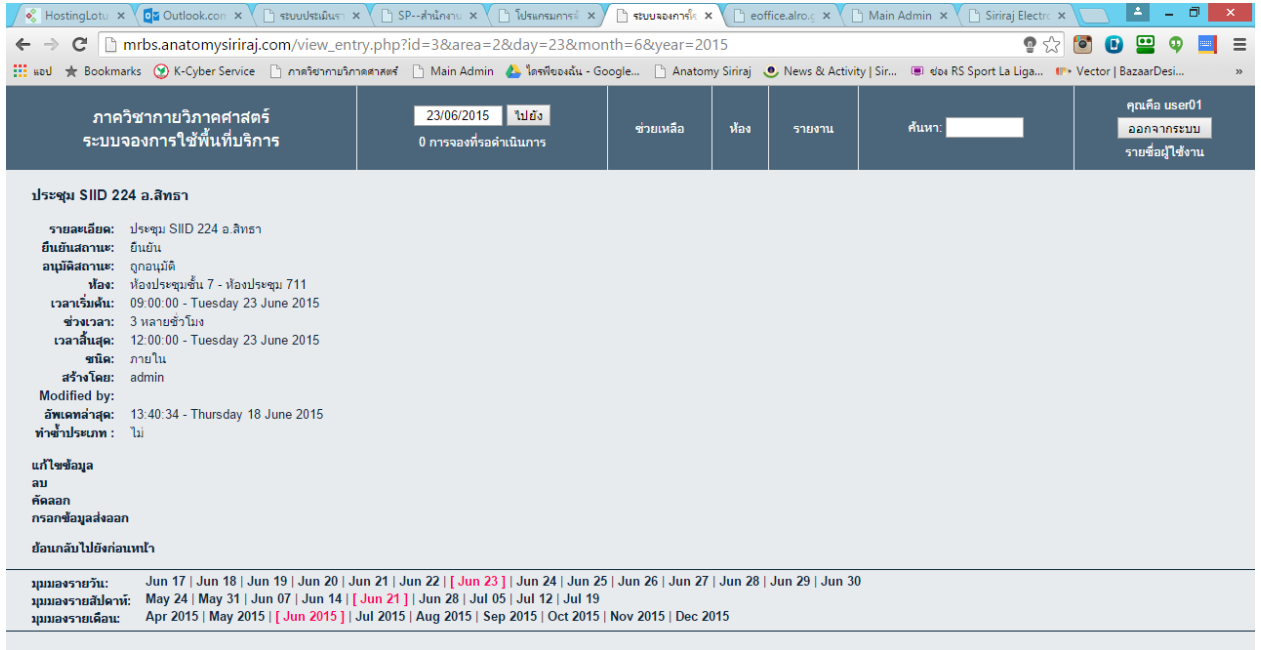 HostingLotu
Outlook.com
ระบบประเมินรา
SP--สำนักงาน
โปรแกรมการล
ระบบจองการใช
eoffice.alro.g
Main Admin
Siriraj Electro
mrbs.anatomysiriraj.com/view_entry.php?id=3&area=2&day=23&month=6&year=2015
แอป
Bookmarks
K-Cyber Service
ภาควิชากายวิภาคศาสตร์
Main Admin
ไดรฟ์ของฉัน - Google...
Anatomy Siriraj
News & Activity | Sir...
ช่อง RS Sport La Liga...
Vector | BazaarDesi...
»
ภาควิชากายวิภาคศาสตร์
ระบบจองการใช้พื้นที่บริการ
23/06/2015 ไปยัง
0 การจองที่รอดำเนินการ
ช่วยเหลือ
ห้อง
รายงาน
ค้นหา:
คุณคือ user01
ออกจากระบบ
รายชื่อผู้ใช้งาน
ประชุม SIID 224 อ.สิทธา
รายละเอียด: ประชุม SIID 224 อ.สิทธา
ยืนยันสถานะ: ยืนยัน
อนุมัติสถานะ: ถูกอนุมัติ
ห้อง: ห้องประชุมชั้น 7 - ห้องประชุม 711
เวลาเริ่มต้น: 09:00:00 - Tuesday 23 June 2015
ช่วงเวลา: 3 หลายชั่วโมง
เวลาสิ้นสุด: 12:00:00 - Tuesday 23 June 2015
ชนิด: ภายใน
สร้างโดย: admin
Modified by:
อัพเดทล่าสุด: 13:40:34 - Thursday 18 June 2015
ทำซ้ำประเภท : ไม่
แก้ไขข้อมูล
ลบ
คัดลอก
กรอกข้อมูลส่งออก
ย้อนกลับไปยังก่อนหน้า
มุมมองรายวัน: Jun 17 | Jun 18 | Jun 19 | Jun 20 | Jun 21 | Jun 22 | [ Jun 23 ] | Jun 24 | Jun 25 | Jun 26 | Jun 27 | Jun 28 | Jun 29 | Jun 30
มุมมองรายสัปดาห์: May 24 | May 31 | Jun 07 | Jun 14 | [ Jun 21 ] | Jun 28 | Jul 05 | Jul 12 | Jul 19
มุมมองรายเดือน: Apr 2015 | May 2015 | [ Jun 2015 ] | Jul 2015 | Aug 2015 | Sep 2015 | Oct 2015 | Nov 2015 | Dec 2015